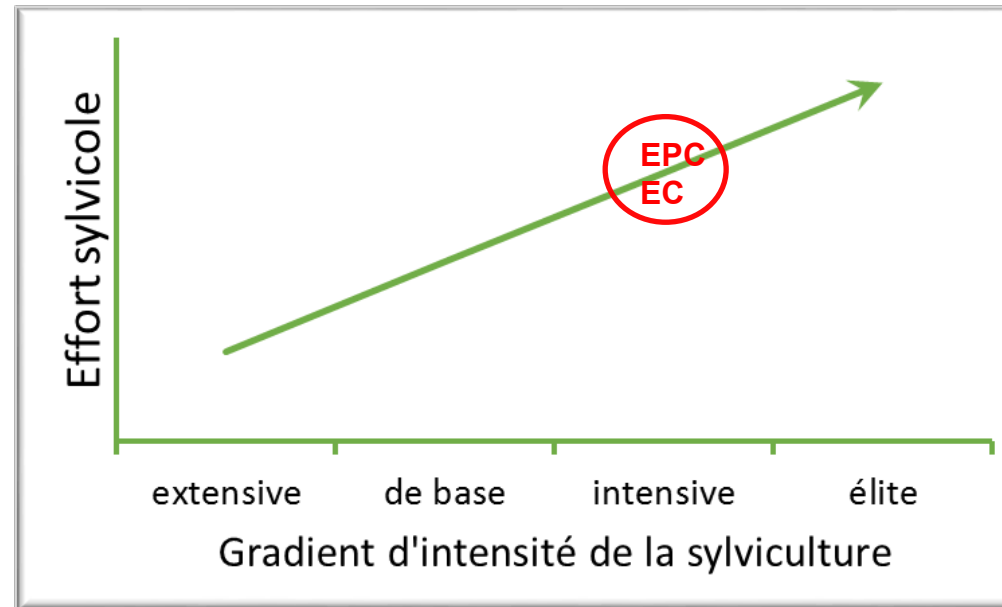 Effort sylvicole
EPC
EC
extensive
de base
intensive
élite
Gradient d'intensité de la sylviculture